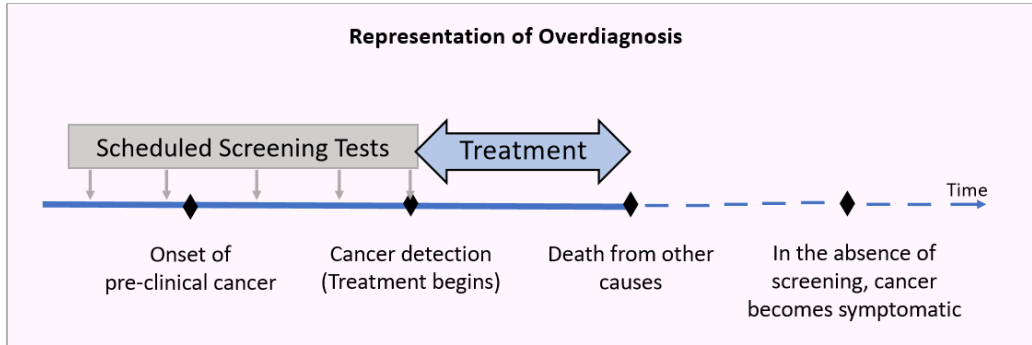 Representation of Overdiagnosis
Scheduled Screening Tests
Treatment
Time
Onset of
pre-clinical cancer
Cancer detection
(Treatment begins)
Death from other
causes
In the absence of
screening, cancer
becomes symptomatic